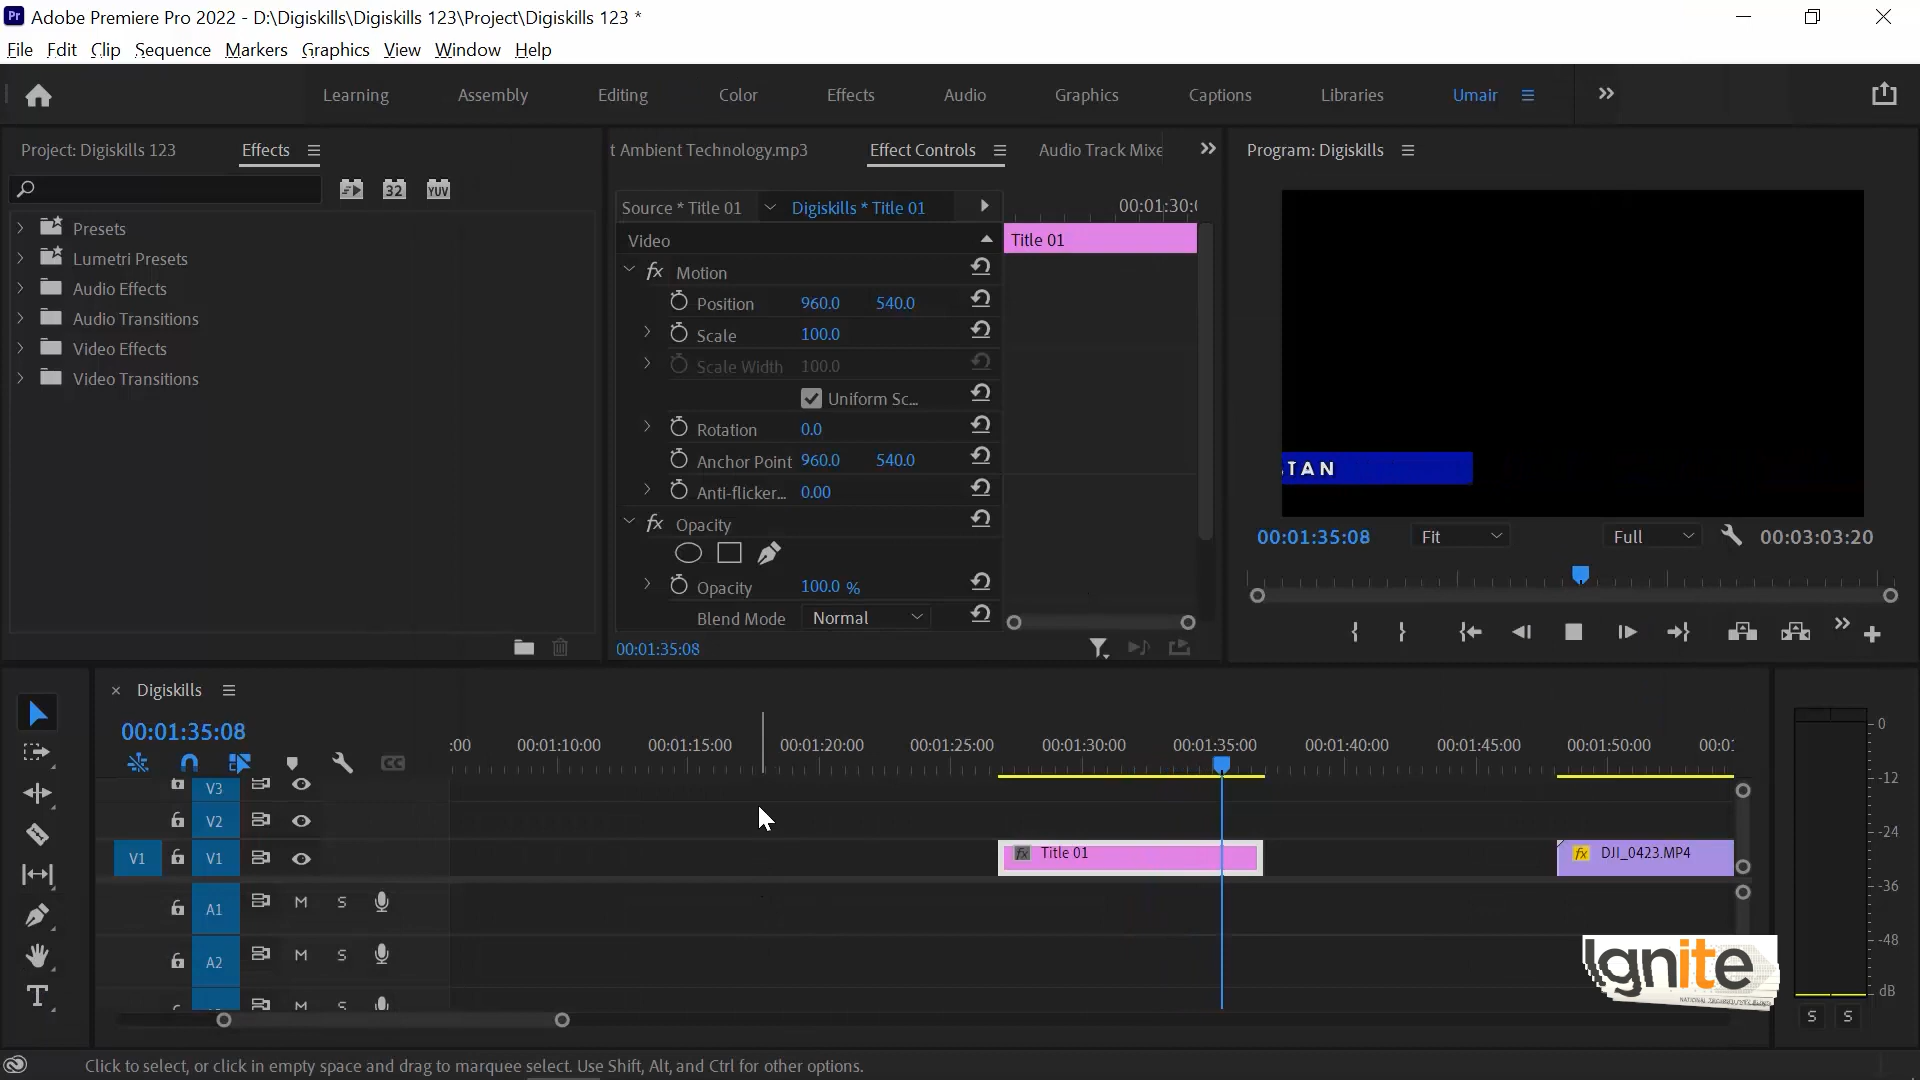 Adobe Premiere Pro 2022 - D:\Digiskills\Digiskills 123\Project\Digiskills 123 *
File Edit Clip Sequence Markers Graphics View Window Help
Learning Assembly Editing Color Effects Audio Graphics Captions Libraries Umair
Project: Digiskills 123 Effects
32 YUV
Presets
Lumetri Presets
Audio Effects
Audio Transitions
Video Effects
Video Transitions
t Ambient Technology.mp3 Effect Controls Audio Track Mixe
Source * Title 01 Digiskills * Title 01 00:01:30:
Video Title 01
fx Motion
Position 960.0 540.0
Scale 100.0
Scale Width 100.0
Uniform Sc...
Rotation 0.0
Anchor Point 960.0 540.0
Anti-flicker... 0.00
fx Opacity
Opacity 100.0 %
Blend Mode Normal
00:01:35:08
Program: Digiskills
STAN
00:01:35:08 Fit Full 00:03:03:20
Digiskills
00:01:35:08
:00 00:01:10:00 00:01:15:00 00:01:20:00 00:01:25:00 00:01:30:00 00:01:35:00 00:01:40:00 00:01:45:00 00:01:50:00 00:01
CC
V3
V2
V1 V1 fx Title 01 fx DJI_0423.MP4
A1 M S
A2 M S
M S
0
-12
-24
-36
-48
dB
S S
Ignite
Click to select, or click in empty space and drag to marquee select. Use Shift, Alt, and Ctrl for other options.